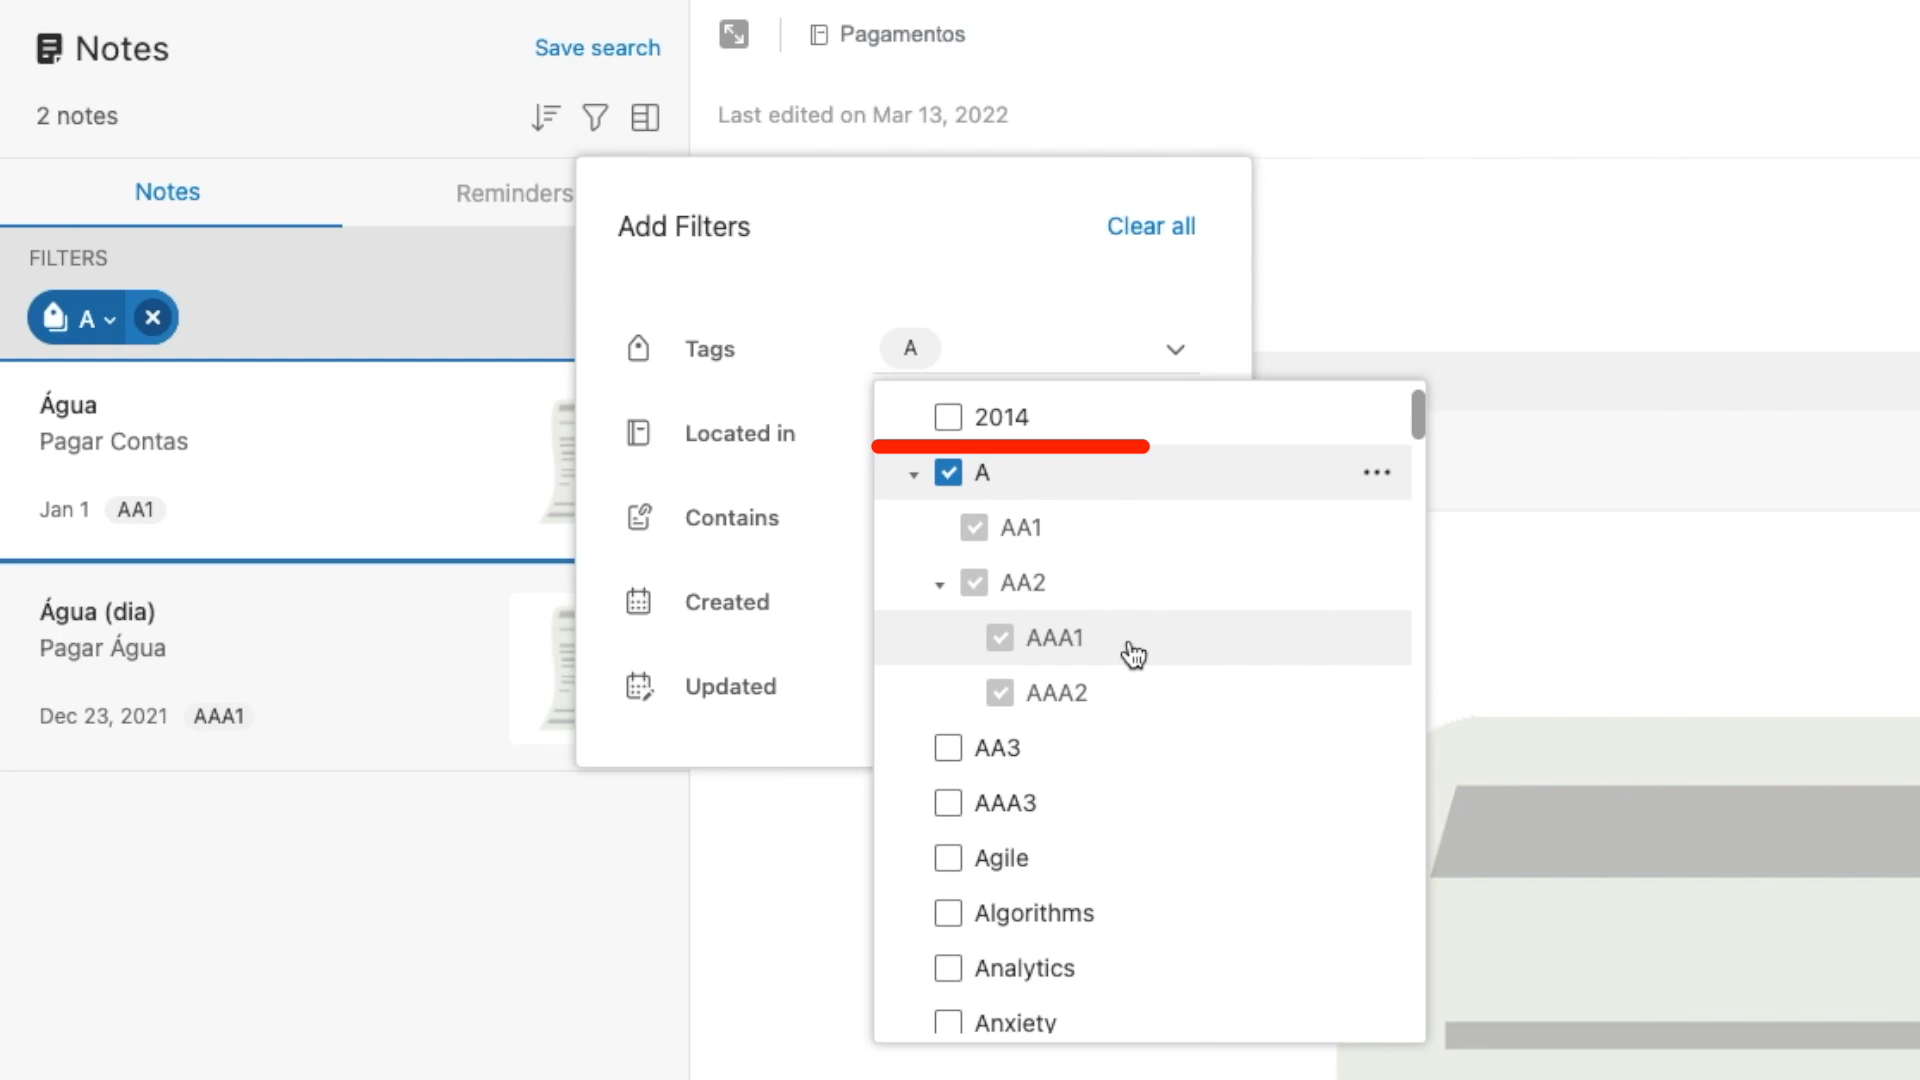 Notes
Save search
2 notes
Notes
Reminders
FILTERS
A
Água
Pagar Contas
Jan 1 AA1
Água (dia)
Pagar Água
Dec 23, 2021 AAA1
Pagamentos
Last edited on Mar 13, 2022
Add Filters
Clear all
Tags
A
Located in
Contains
Created
Updated
2014
A
AA1
AA2
AAA1
AAA2
AA3
AAA3
Agile
Algorithms
Analytics
Anxiety